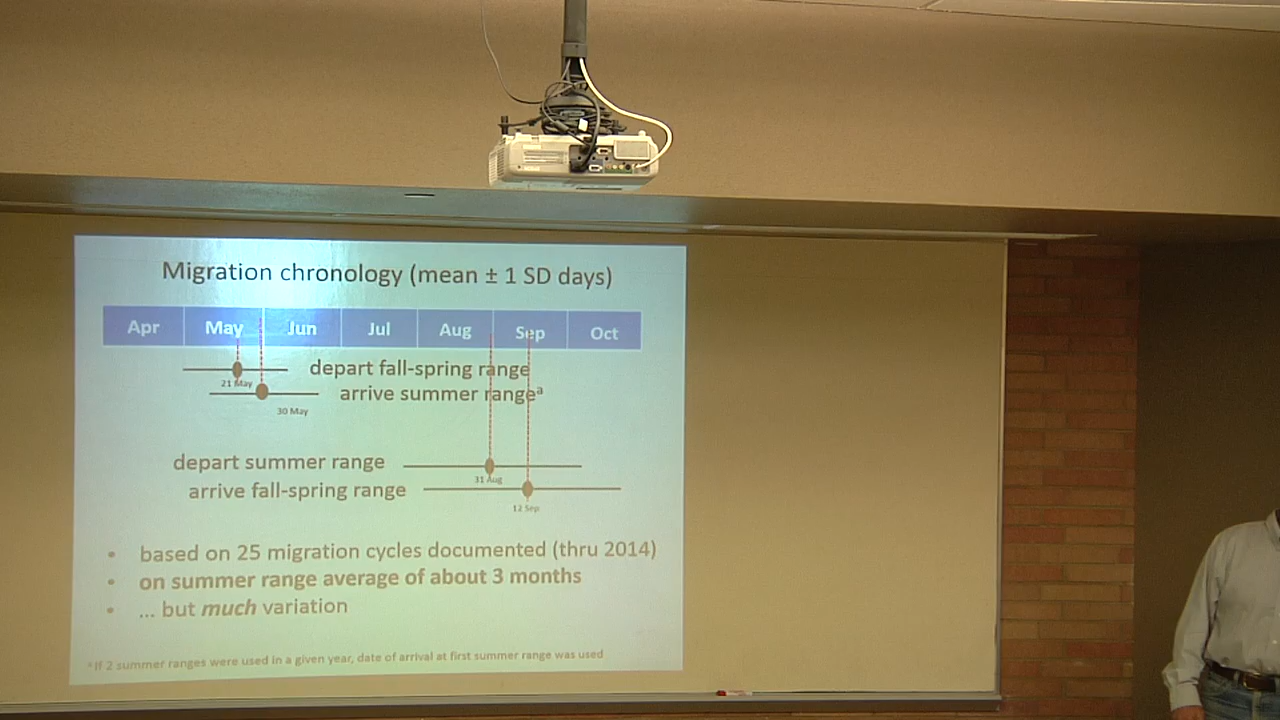 Migration chronology (mean ± 1 SD days)
Apr May Jun Jul Aug Sep Oct
depart fall-spring range
21 May
arrive summer rangeª
30 May
depart summer range
31 Aug
arrive fall-spring range
12 Sep
• based on 25 migration cycles documented (thru 2014)
• on summer range average of about 3 months
• ... but much variation
ª If 2 summer ranges were used in a given year, date of arrival at first summer range was used